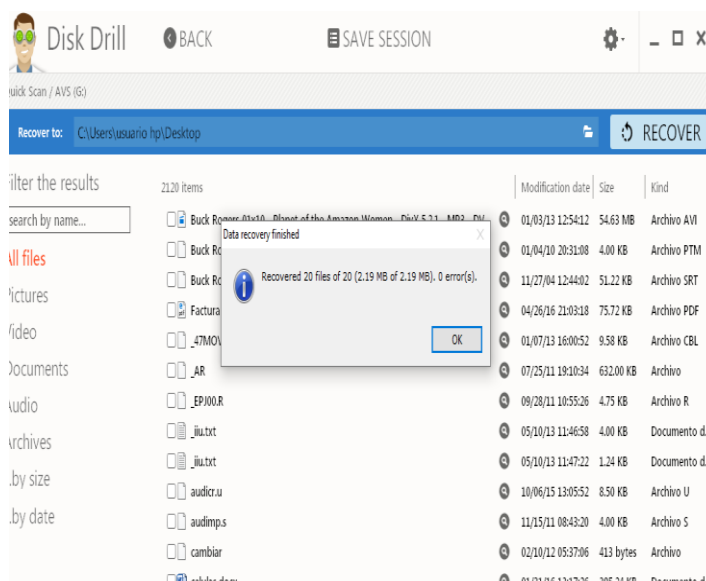 Disk Drill BACK SAVE SESSION
uick Scan / AVS (G:)
Recover to: C:\Users\usuario hp\Desktop RECOVER
ilter the results 2120 items Modification date Size Kind
search by name... Buck Rogers 01x10 - Planet of the Amazon Women - DivX 5.2.1 - MP3 - DV 01/03/13 12:54:12 54.63 MB Archivo AVI
Data recovery finished
Buck Ro 01/04/10 20:31:08 4.00 KB Archivo PTM
All files
Recovered 20 files of 20 (2.19 MB of 2.19 MB). 0 error(s).
Buck Ro 11/27/04 12:44:02 51.22 KB Archivo SRT
Pictures
Factura 04/26/16 21:03:18 75.72 KB Archivo PDF
Video
_47MOV OK 01/07/13 16:00:52 9.58 KB Archivo CBL
Documents _AR 07/25/11 19:10:34 632.00 KB Archivo
Audio _EPJ00.R 09/28/11 10:55:26 4.75 KB Archivo R
Archives _iiu.txt 05/10/13 11:46:58 4.00 KB Documento d
_iiu.txt 05/10/13 11:47:22 1.24 KB Documento d
..by size audicr.u 10/06/15 13:05:52 8.50 KB Archivo U
..by date audimp.s 11/15/11 08:43:20 4.00 KB Archivo S
cambiar 02/10/12 05:37:06 413 bytes Archivo